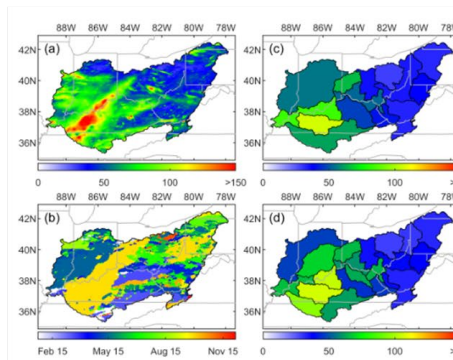 88W 86W 84W 82W 80W 78W 88W 86W 84W 82W 80W 78W
42N (a) 42N (c)
40N 40N
38N 38N
36N 36N
0 50 100 >150 0 50 100 >
88W 86W 84W 82W 80W 78W 88W 86W 84W 82W 80W 78W
42N (b) 42N (d)
40N 40N
38N 38N
36N 36N
Feb 15 May 15 Aug 15 Nov 15 0 50 100 >